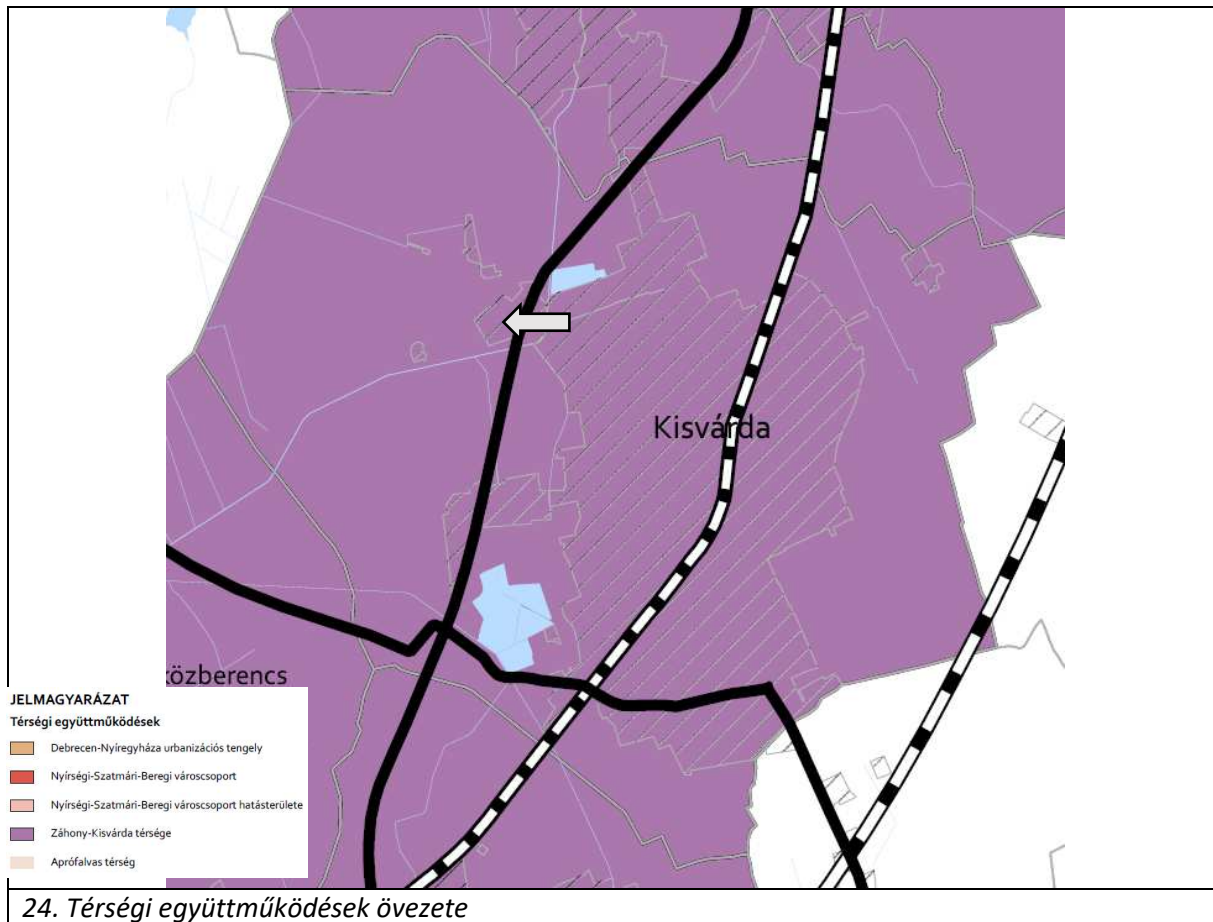 Kisvárda
közberencs
JELMAGYARÁZAT
Térségi együttműködések
Debrecen-Nyíregyháza urbanizációs tengely
Nyírségi-Szatmári-Beregi városcsoport
Nyírségi-Szatmári-Beregi városcsoport hatásterülete
Záhony-Kisvárda térsége
Aprófalvas térség
24. Térségi együttműködések övezete